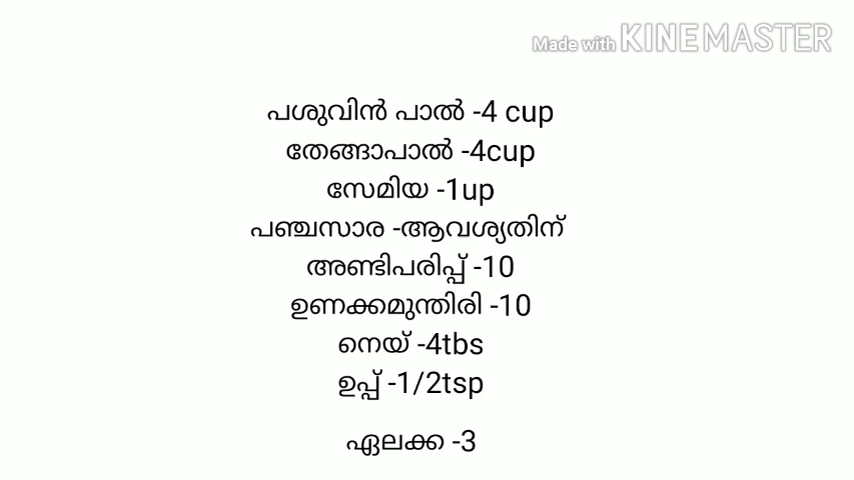 Made with KINEMASTER
പശുവിൻ പാൽ -4 cup
തേങ്ങാപാൽ -4cup
സേമിയ -1up
പഞ്ചസാര -ആവശ്യതിന്
അണ്ടിപരിപ്പ് -10
ഉണക്കമുന്തിരി -10
നെയ് -4tbs
ഉപ്പ് -1/2tsp
ഏലക്ക -3